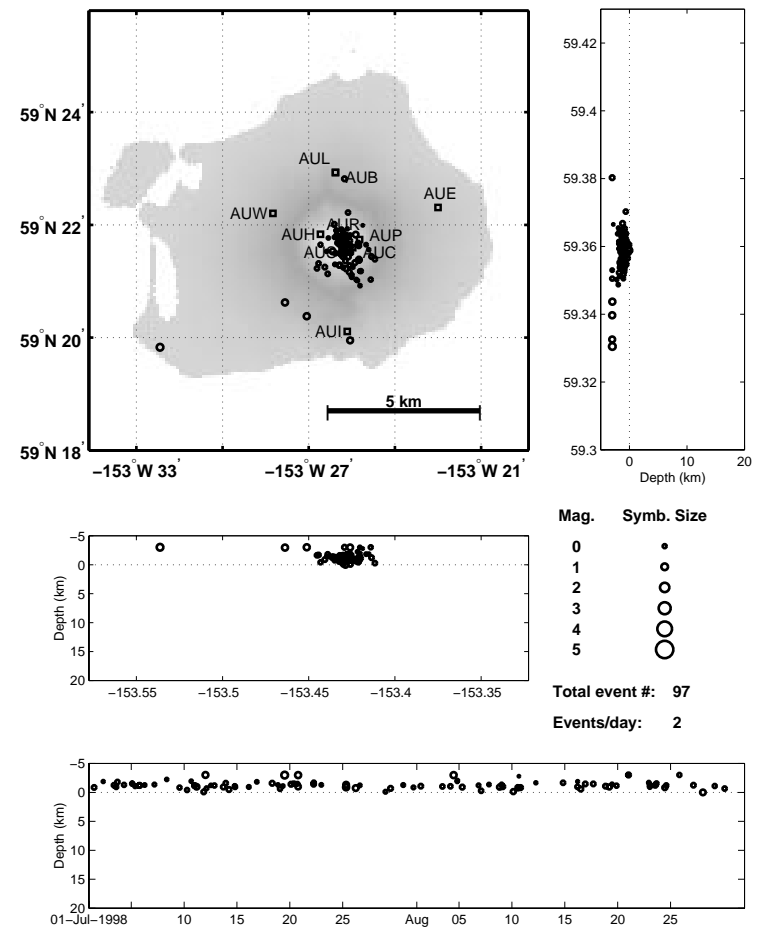 59°N 24'
59°N 22'
59°N 20'
59°N 18'
−153°W 33'
−153°W 27'
−153°W 21'
AUL
AUB
AUE
AUW
AUH
AUR
AUP
AUC
AUI
5 km
59.42
59.4
59.38
59.36
59.34
59.32
59.3
0
10
20
Depth (km)
−5
0
5
10
15
20
Depth (km)
−153.55
−153.5
−153.45
−153.4
−153.35
Mag. Symb. Size
0
1
2
3
4
5
Total event #: 97
Events/day: 2
−5
0
5
10
15
20
Depth (km)
01−Jul−1998
10
15
20
25
Aug
05
10
15
20
25